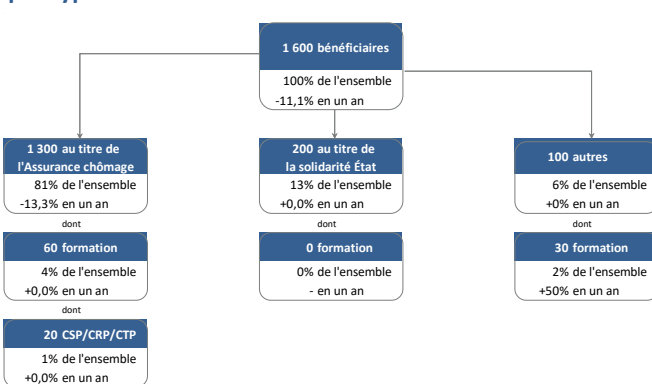 1 600 bénéficiaires
100% de l'ensemble
-11,1% en un an
1 300 au titre de
l'Assurance chômage
81% de l'ensemble
-13,3% en un an
dont
60 formation
4% de l'ensemble
+0,0% en un an
dont
20 CSP/CRP/CTP
1% de l'ensemble
+0,0% en un an
200 au titre de
la solidarité État
13% de l'ensemble
+0,0% en un an
dont
0 formation
0% de l'ensemble
- en un an
100 autres
6% de l'ensemble
+0% en un an
dont
30 formation
2% de l'ensemble
+50% en un an